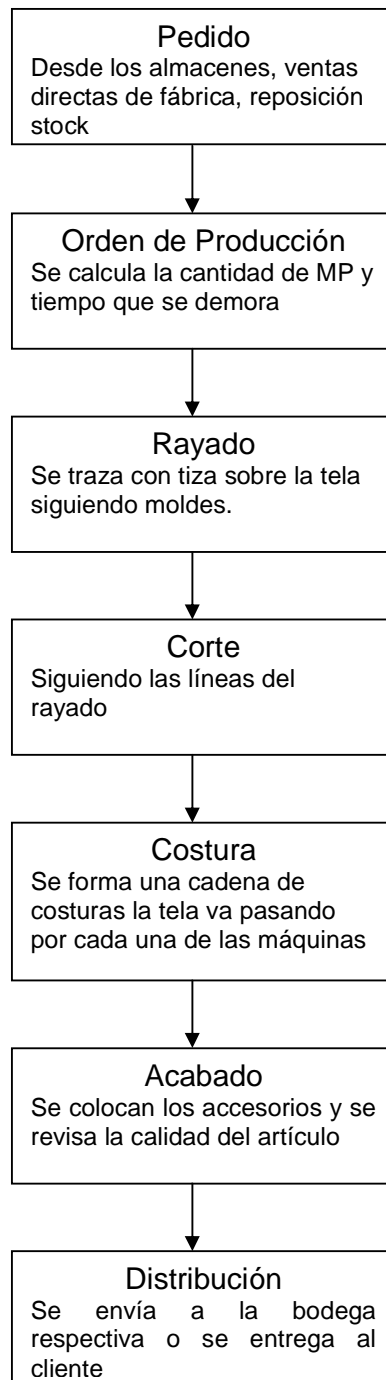 Pedido
Desde los almacenes, ventas
directas de fábrica, reposición
stock
Orden de Producción
Se calcula la cantidad de MP y
tiempo que se demora
Rayado
Se traza con tiza sobre la tela
siguiendo moldes.
Corte
Siguiendo las líneas del
rayado
Costura
Se forma una cadena de
costuras la tela va pasando
por cada una de las máquinas
Acabado
Se colocan los accesorios y se
revisa la calidad del artículo
Distribución
Se envía a la bodega
respectiva o se entrega al
cliente